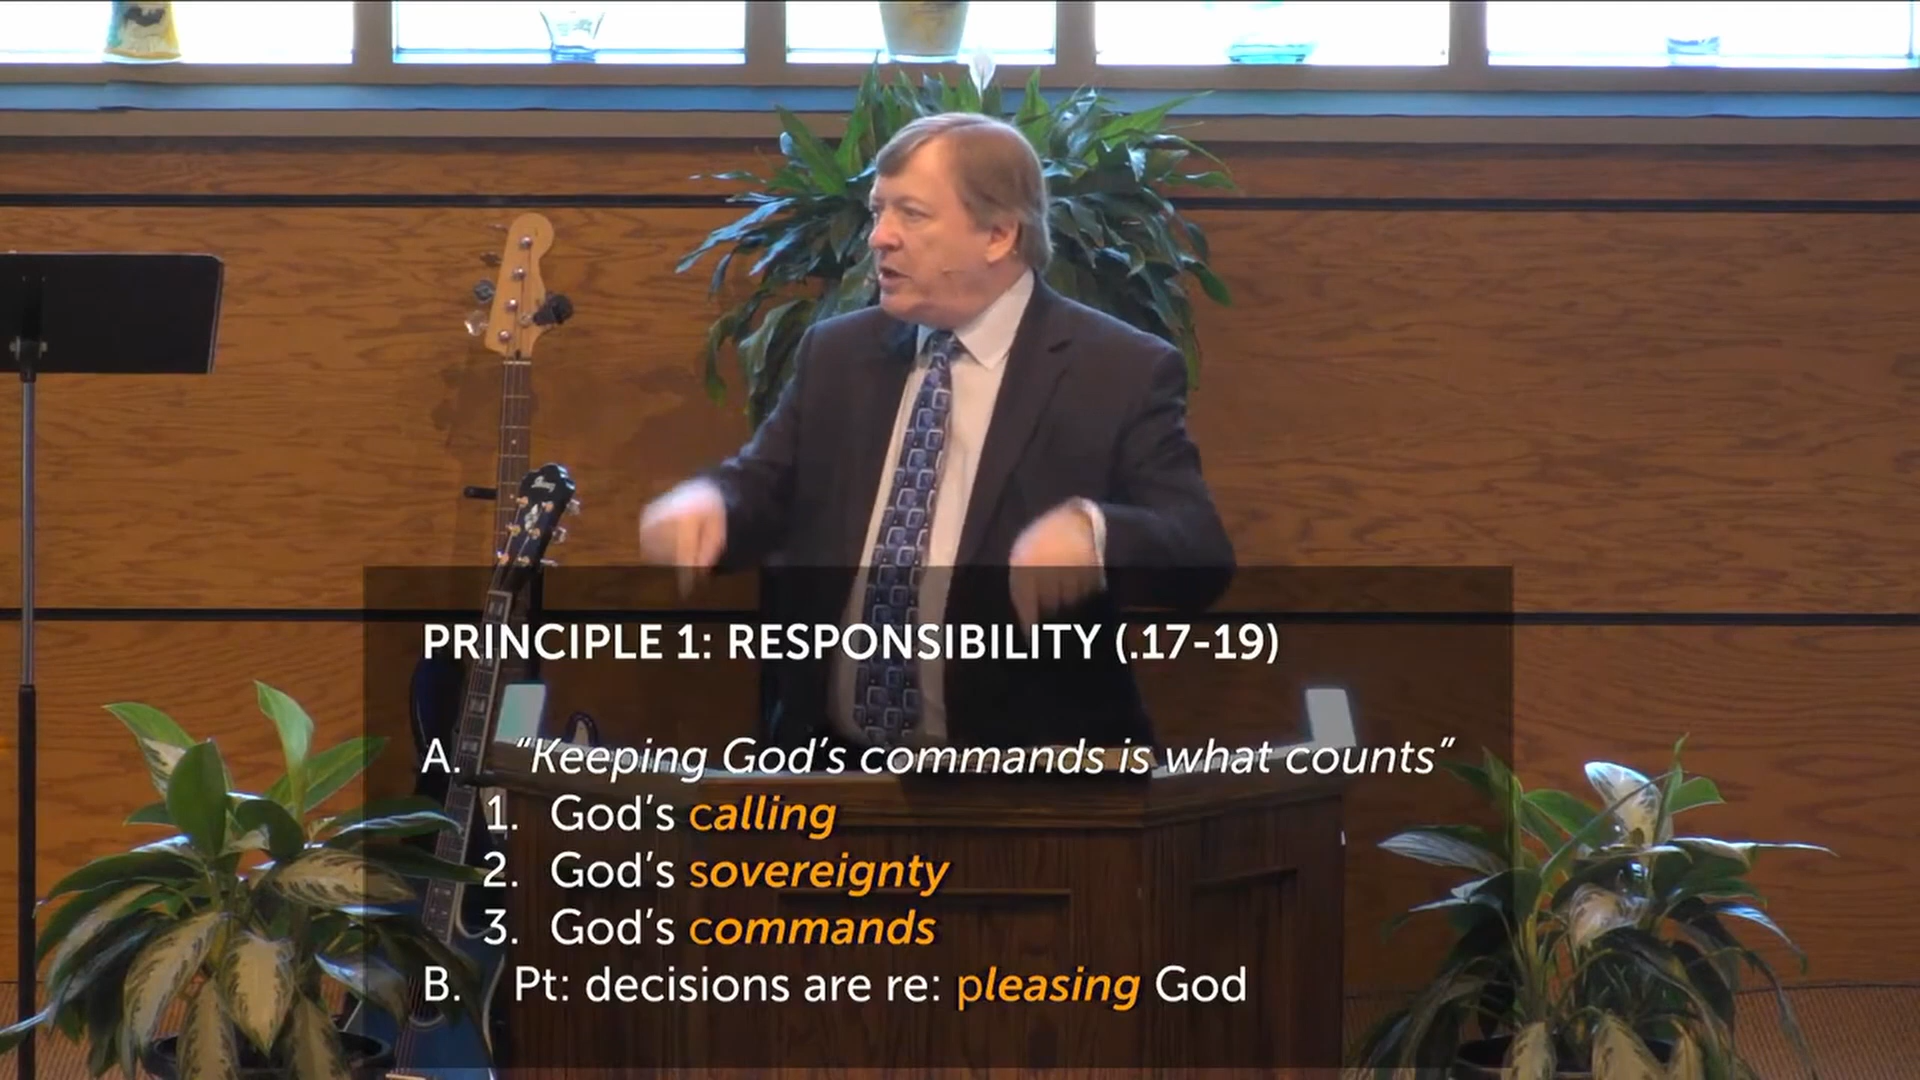 PRINCIPLE 1: RESPONSIBILITY (.17-19)
A. “Keeping God’s commands is what counts”
1. God’s calling
2. God’s sovereignty
3. God’s commands
B. Pt: decisions are re: pleasing God